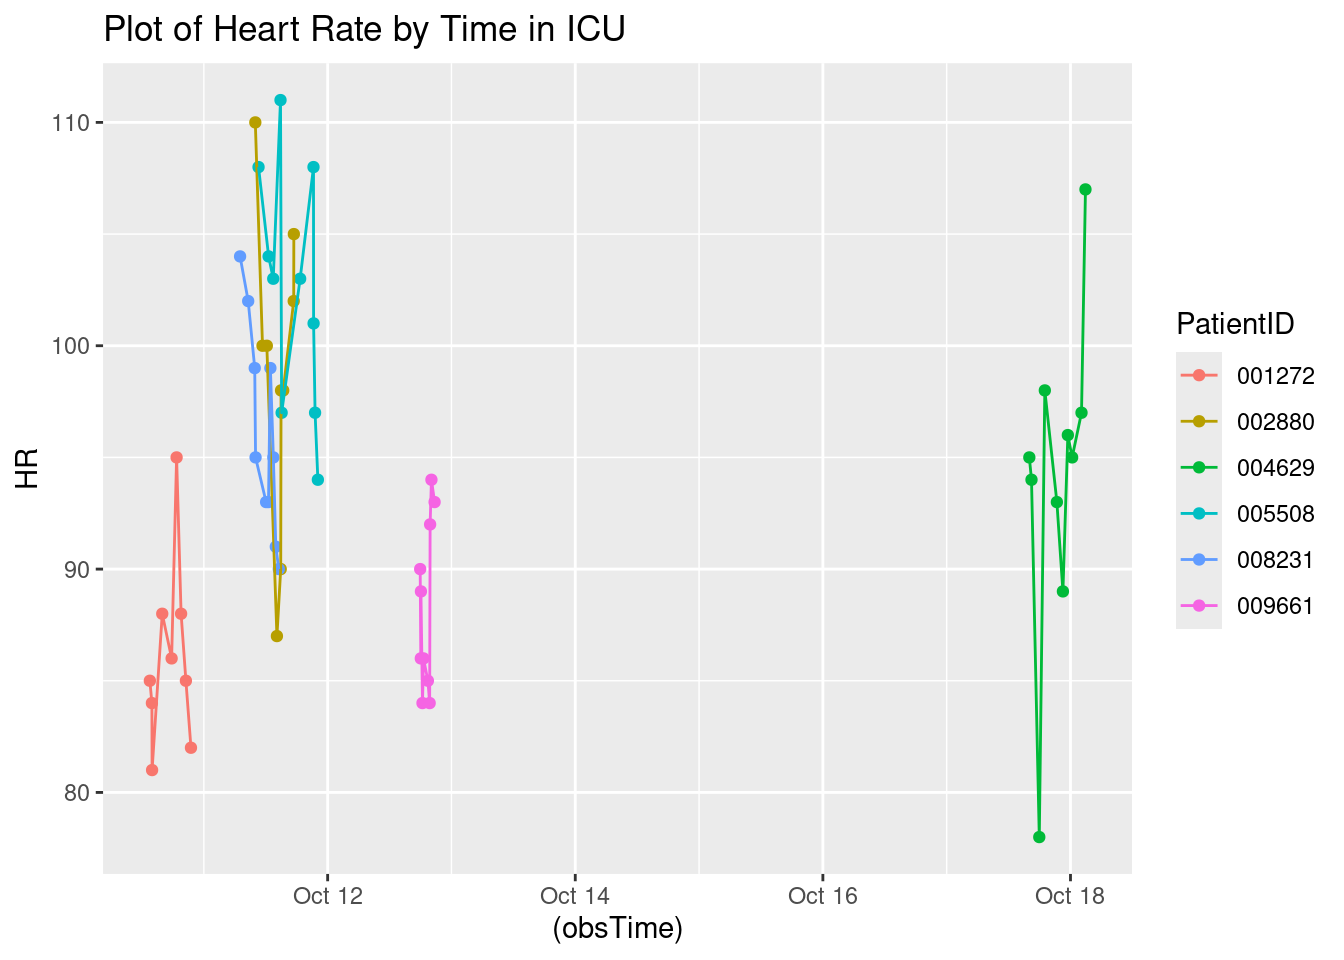 Plot of Heart Rate by Time in ICU
110
100
90
80
HR
Oct 12
Oct 14
Oct 16
Oct 18
(obsTime)
PatientID
001272
002880
004629
005508
008231
009661